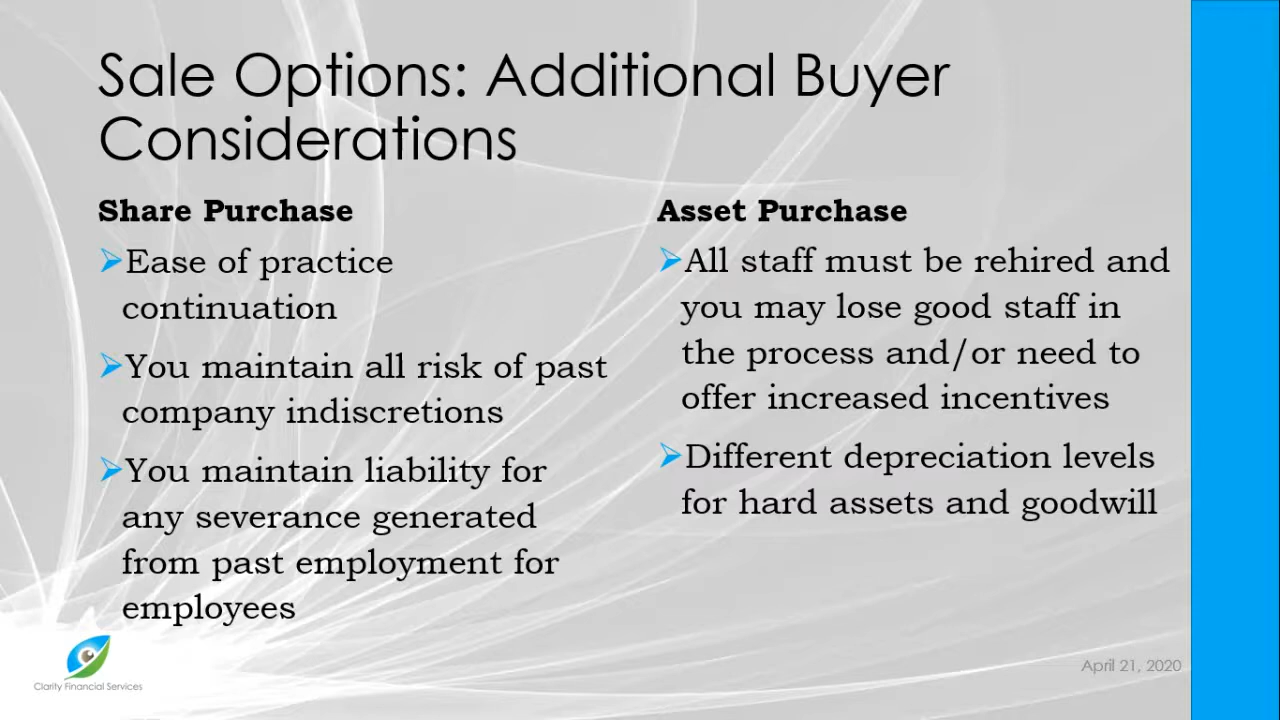 Sale Options: Additional Buyer
Considerations
Share Purchase
Ease of practice
continuation
You maintain all risk of past
company indiscretions
You maintain liability for
any severance generated
from past employment for
employees
Asset Purchase
All staff must be rehired and
you may lose good staff in
the process and/or need to
offer increased incentives
Different depreciation levels
for hard assets and goodwill
Clarity Financial Services
April 21, 2020